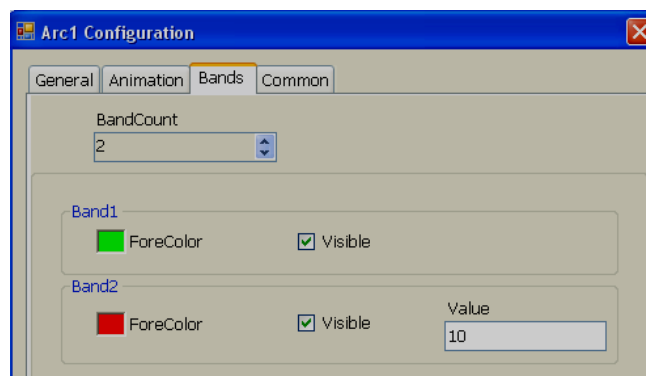 Arc1 Configuration
General Animation Bands Common
BandCount
2
Band1
ForeColor Visible
Band2
ForeColor Visible Value
10